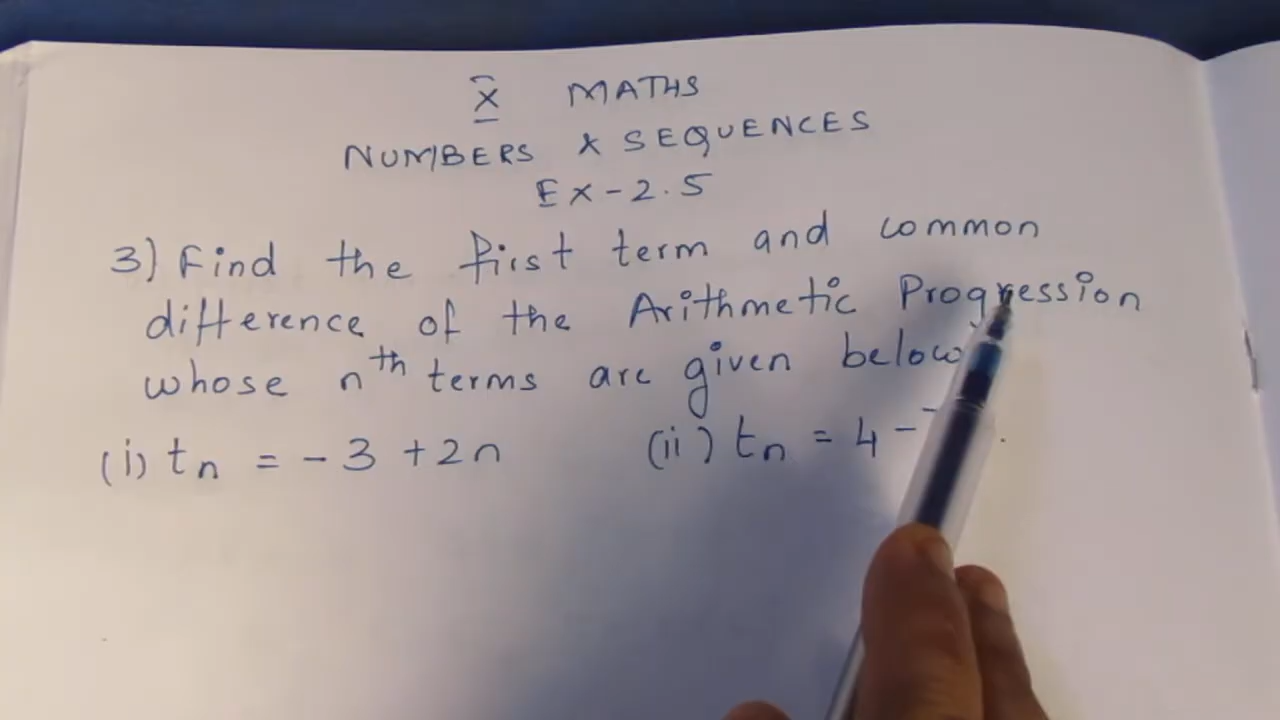 X MATHS
NUMBERS & SEQUENCES
EX-2.5
3) Find the first term and common
difference of the Arithmetic Progression
whose nth terms are given below
(i) tn = -3 +2n (ii) tn = 4 -